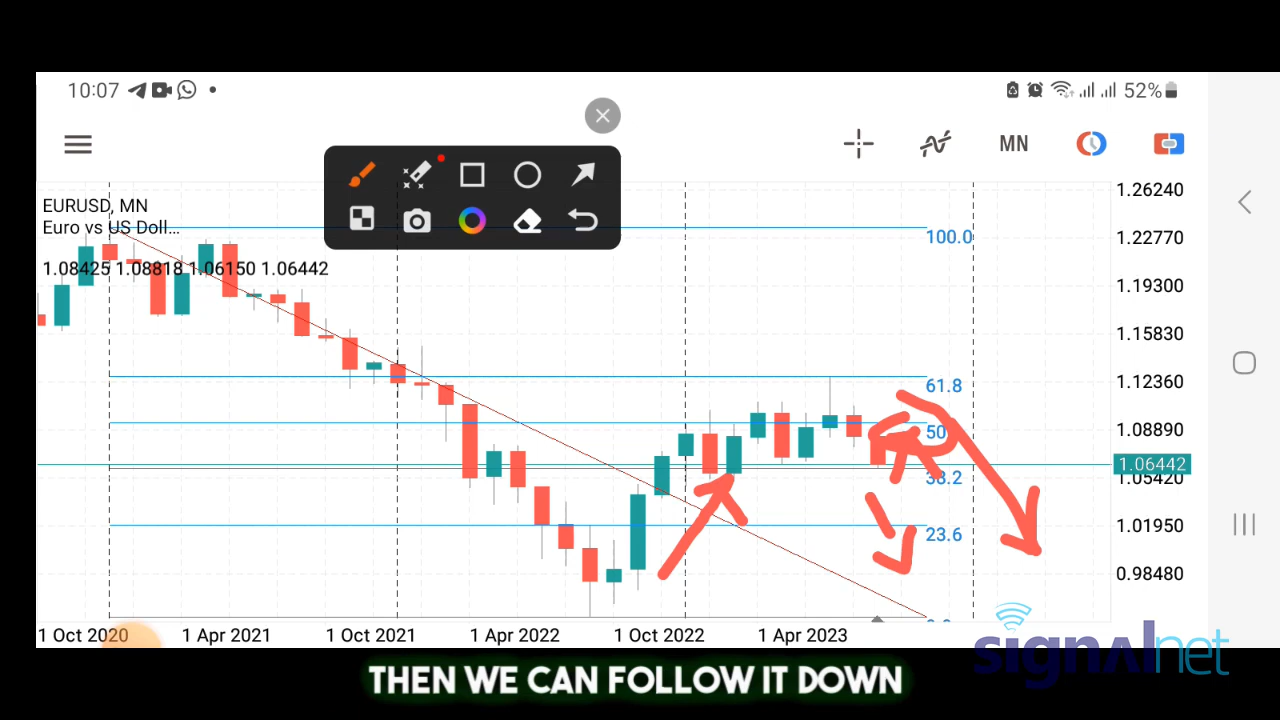 10:07
52%
MN
EURUSD, MN
Euro vs US Doll...
1.08425 1.08818 1.06150 1.06442
1.26240
1.22770
1.19300
1.15830
1.12360
1.08890
1.06442
1.05420
1.01950
0.98480
100.0
61.8
50
38.2
23.6
1 Oct 2020
1 Apr 2021
1 Oct 2021
1 Apr 2022
1 Oct 2022
1 Apr 2023
signalnet
THEN WE CAN FOLLOW IT DOWN